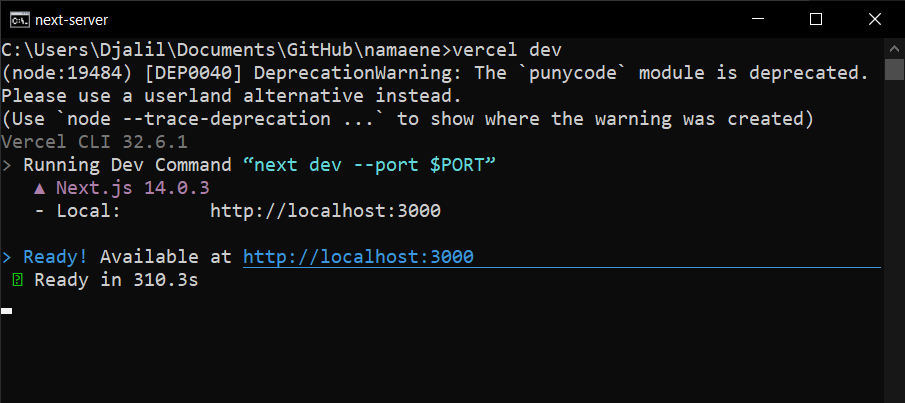 next-server
C:\Users\Djalil\Documents\GitHub\namaene>vercel dev
(node:19484) [DEP0040] DeprecationWarning: The `punycode` module is deprecated.
Please use a userland alternative instead.
(Use `node --trace-deprecation ...` to show where the warning was created)
Vercel CLI 32.6.1
> Running Dev Command “next dev --port $PORT”
▲ Next.js 14.0.3
- Local: http://localhost:3000
> Ready! Available at http://localhost:3000
Ready in 310.3s